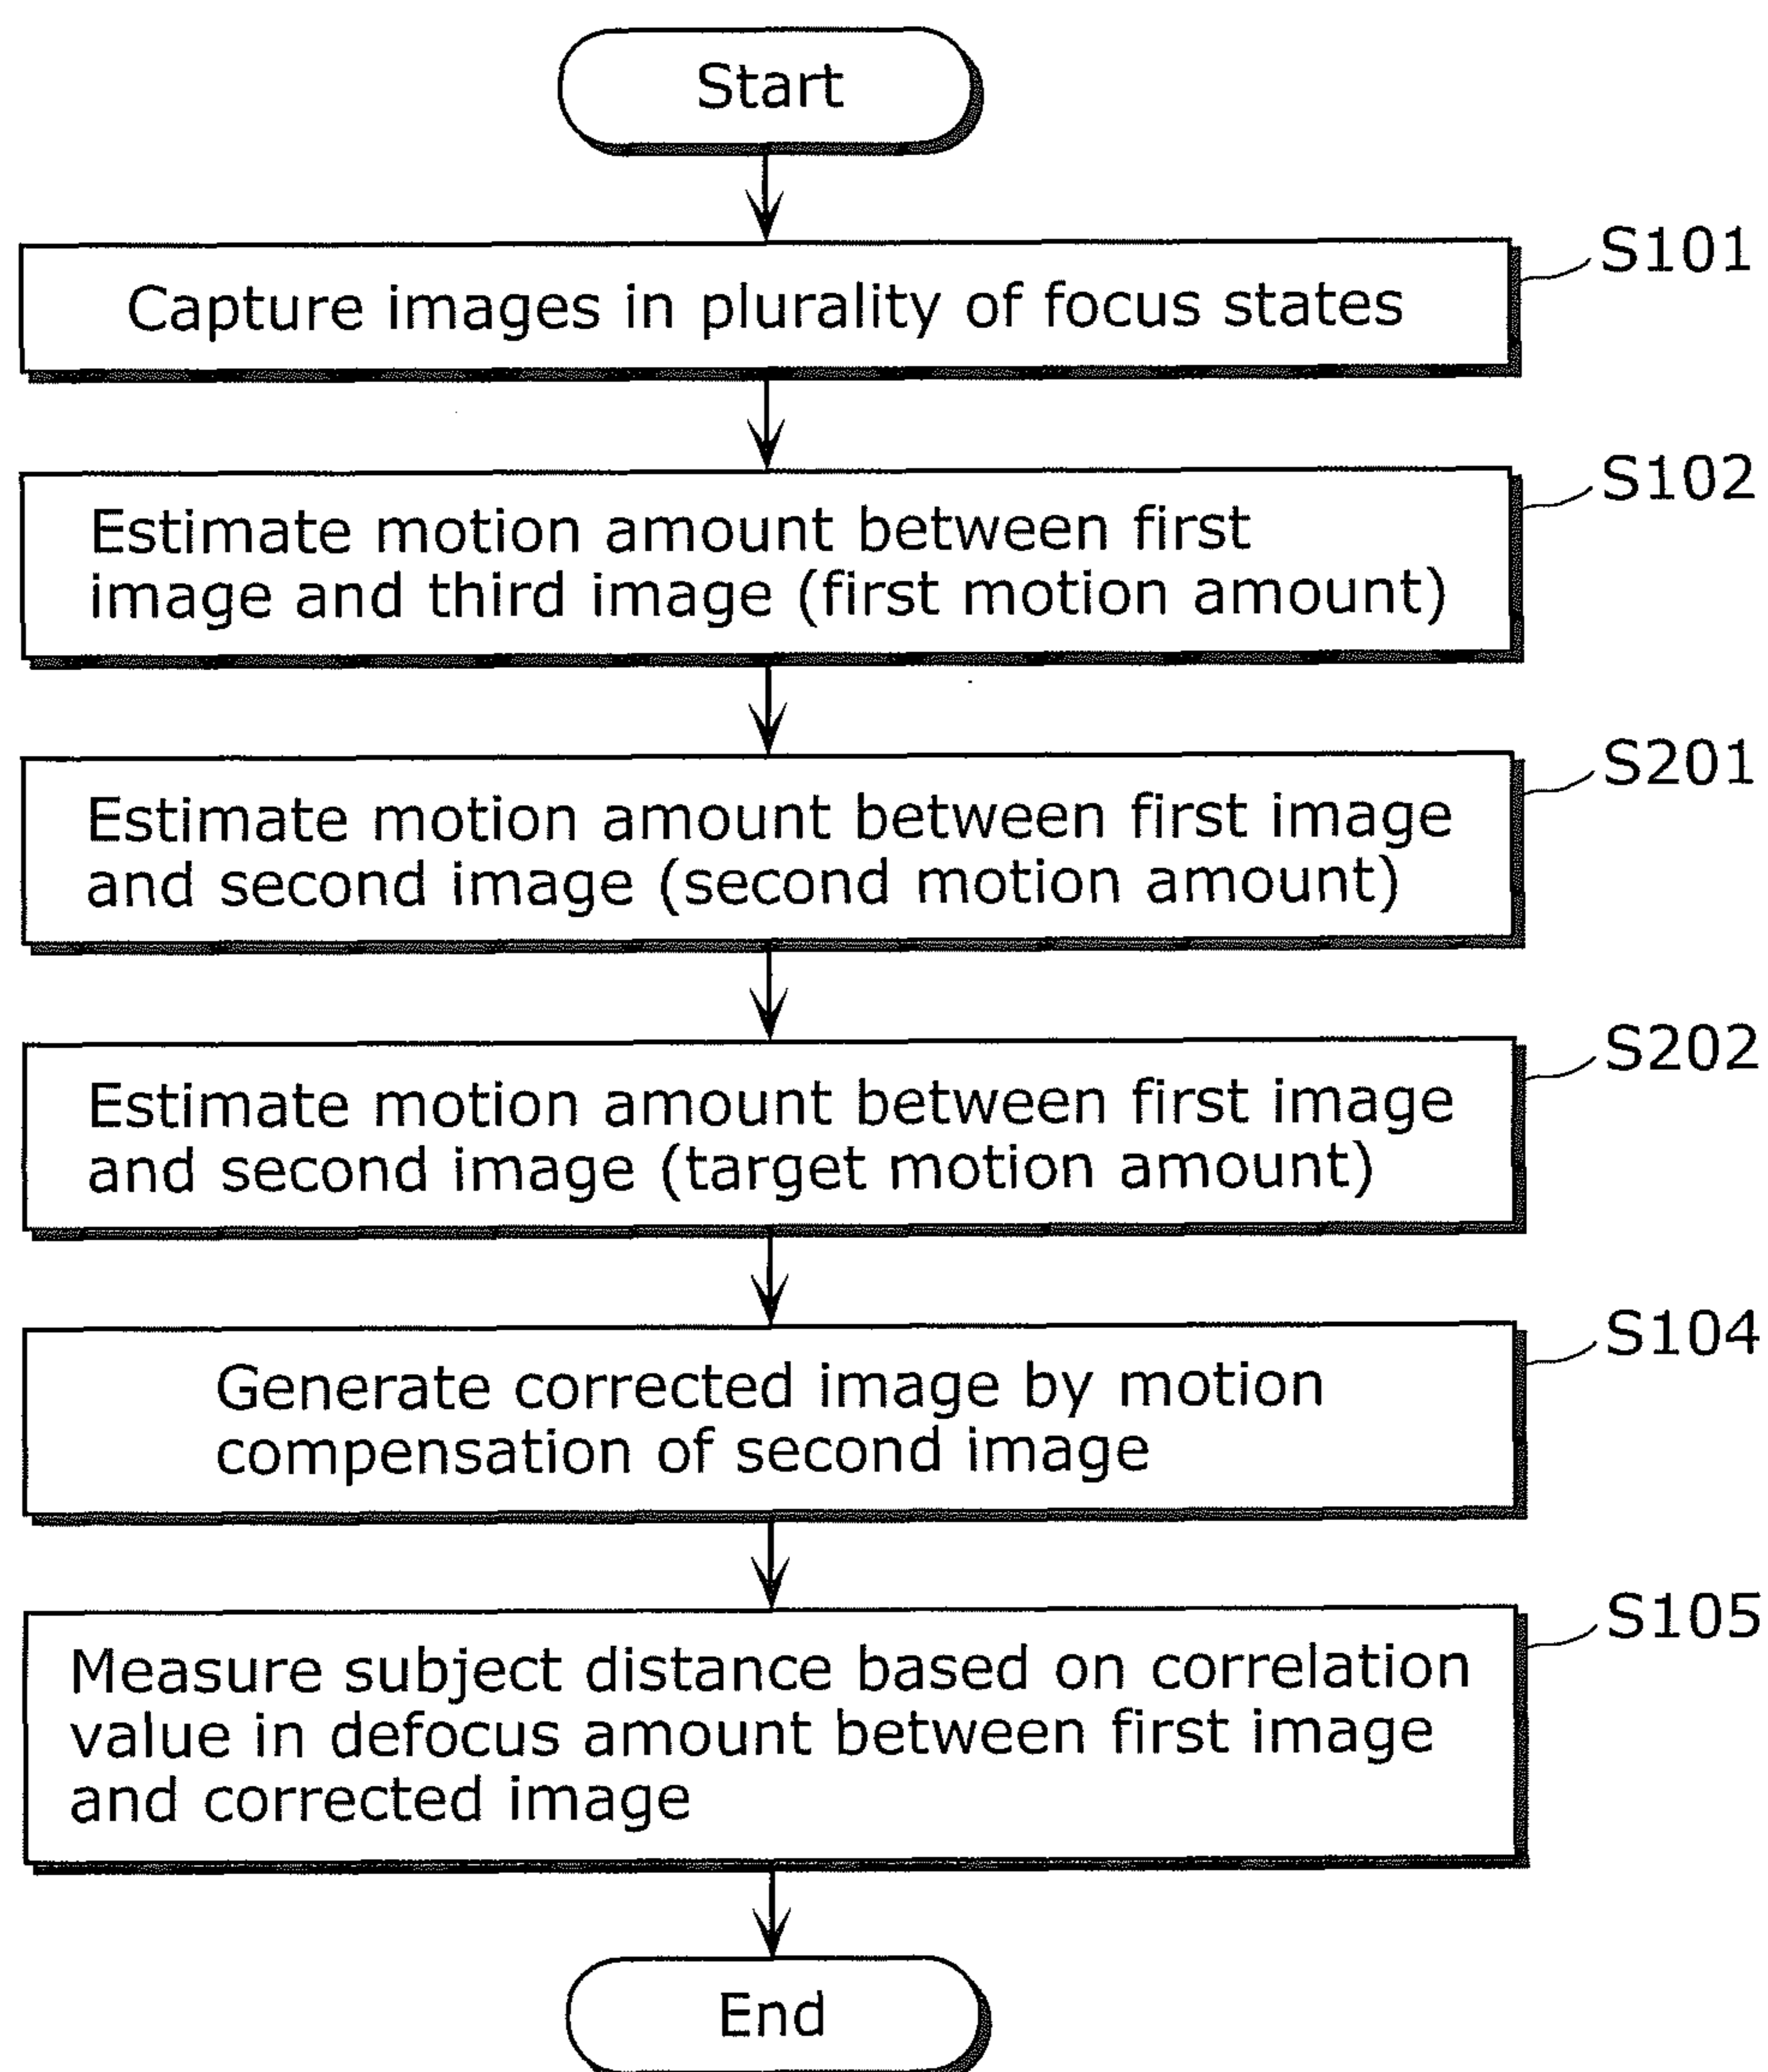 Start
S101
Capture images in plurality of focus states
S102
Estimate motion amount between first
image and third image (first motion amount)
S201
Estimate motion amount between first image
and second image (second motion amount)
S202
Estimate motion amount between first image
and second image (target motion amount)
S104
Generate corrected image by motion
compensation of second image
S105
Measure subject distance based on correlation
value in defocus amount between first image
and corrected image
End